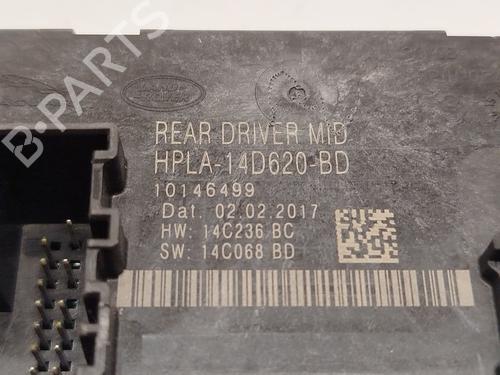 B-PARTS
REAR DRIVER MID
HPLA-14D620-BD
10146499
Dat. 02.02.2017
HW: 14C236 BC
SW: 14C068 BD